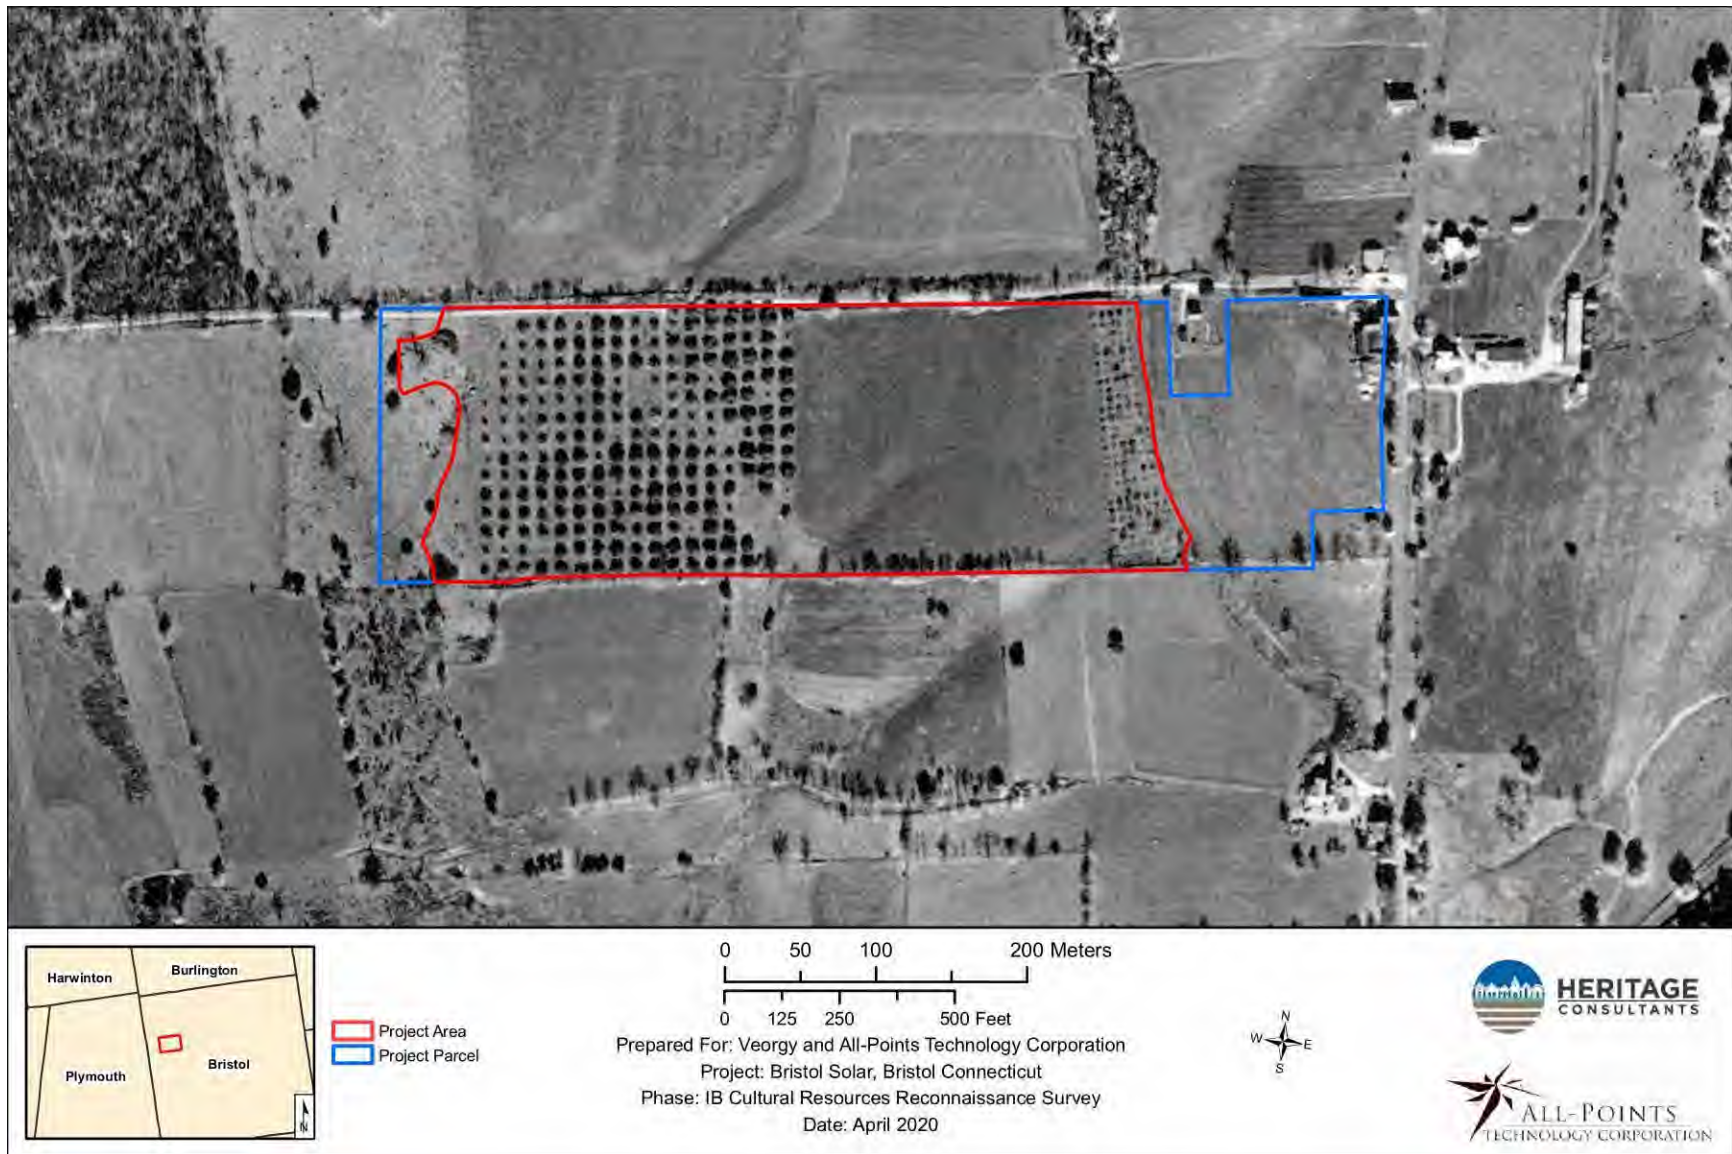 Harwinton
Burlington
Plymouth
Bristol
N
Project Area
Project Parcel
0 50 100 200 Meters
0 125 250 500 Feet
Prepared For: Veorgy and All-Points Technology Corporation
Project: Bristol Solar, Bristol Connecticut
Phase: IB Cultural Resources Reconnaissance Survey
Date: April 2020
N
W E
S
HERITAGE
CONSULTANTS
ALL-POINTS
TECHNOLOGY CORPORATION